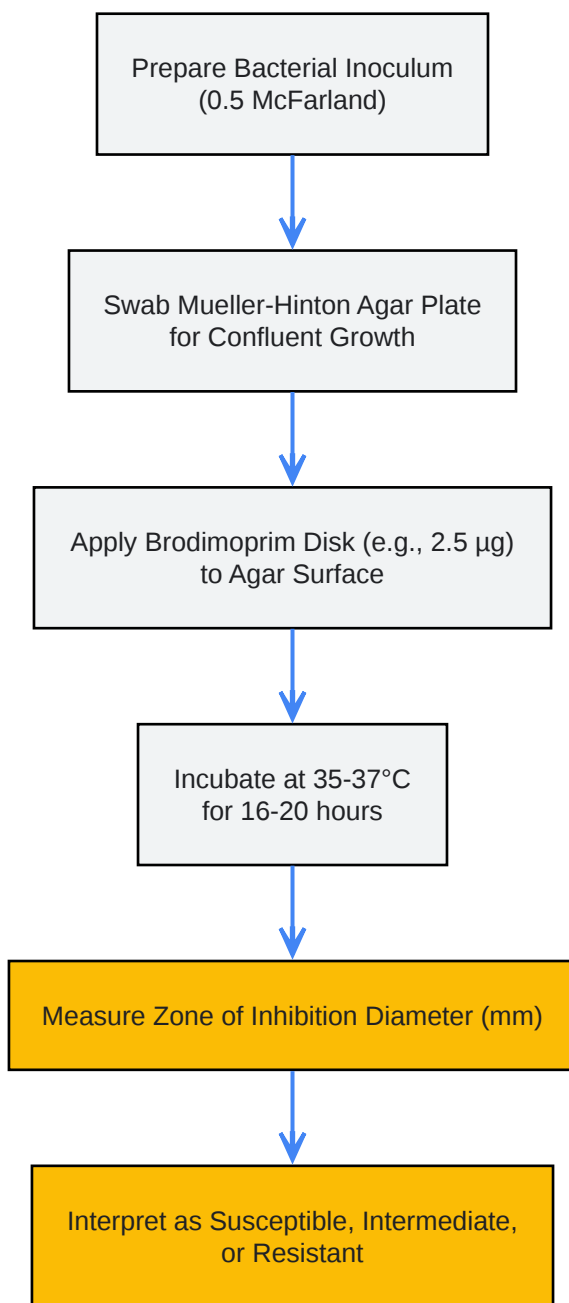 Prepare Bacterial Inoculum
(0.5 McFarland)
Swab Mueller-Hinton Agar Plate
for Confluent Growth
Apply Brodimoprim Disk (e.g., 2.5 µg)
to Agar Surface
Incubate at 35-37°C
for 16-20 hours
Measure Zone of Inhibition Diameter (mm)
Interpret as Susceptible, Intermediate,
or Resistant